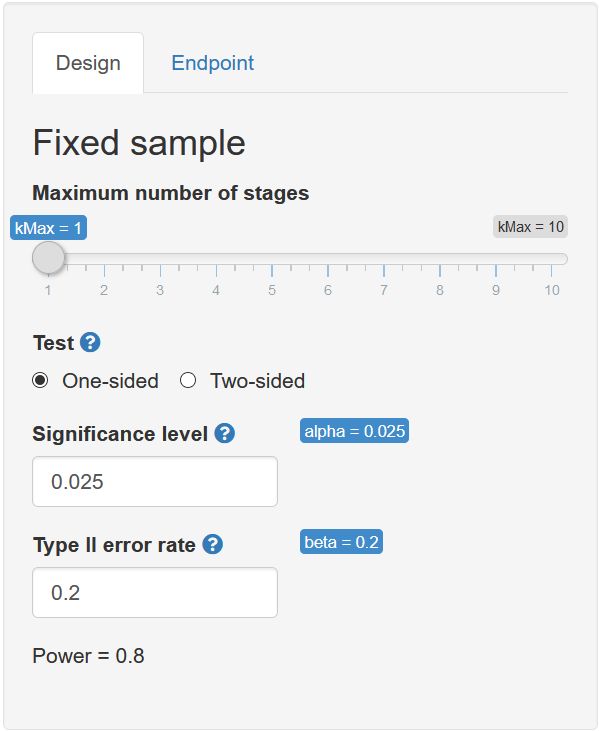 Design Endpoint
Fixed sample
Maximum number of stages
kMax = 1 kMax = 10
1 2 3 4 5 6 7 8 9 10
Test ?
One-sided Two-sided
Significance level ? alpha = 0.025
0.025
Type II error rate ? beta = 0.2
0.2
Power = 0.8